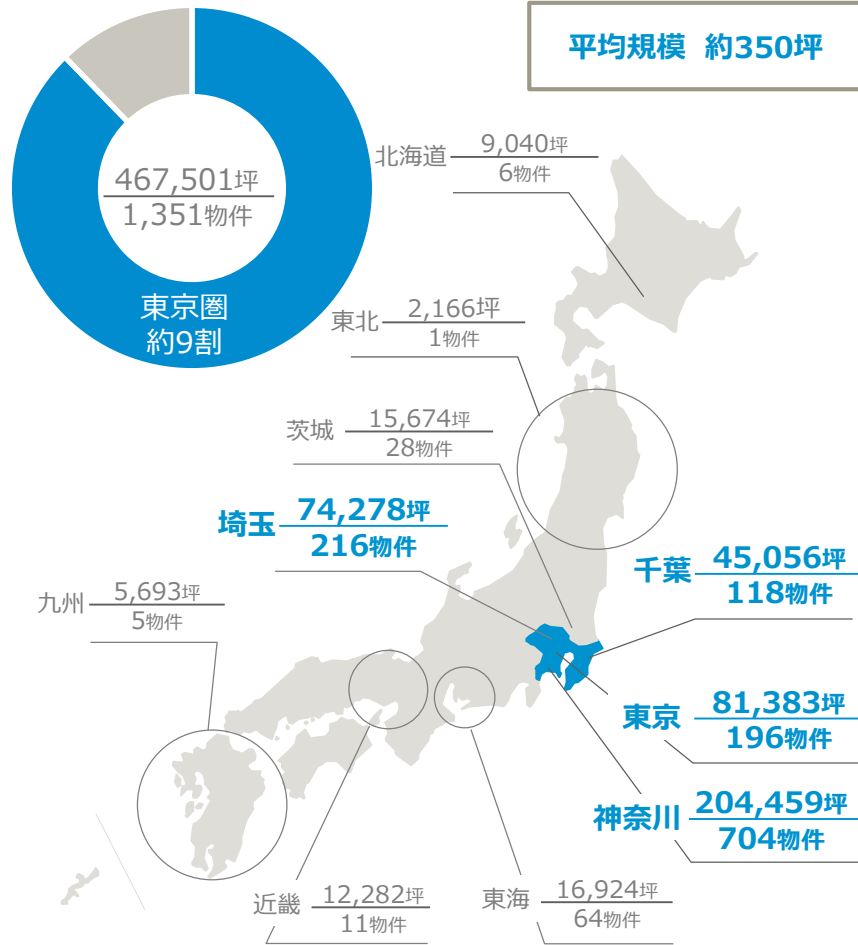 平均規模 約350坪
467,501坪
1,351物件
東京圏
約9割
北海道
9,040坪
6物件
東北
2,166坪
1物件
茨城
15,674坪
28物件
埼玉
74,278坪
216物件
千葉
45,056坪
118物件
九州
5,693坪
5物件
東京
81,383坪
196物件
神奈川
204,459坪
704物件
近畿
12,282坪
11物件
東海
16,924坪
64物件